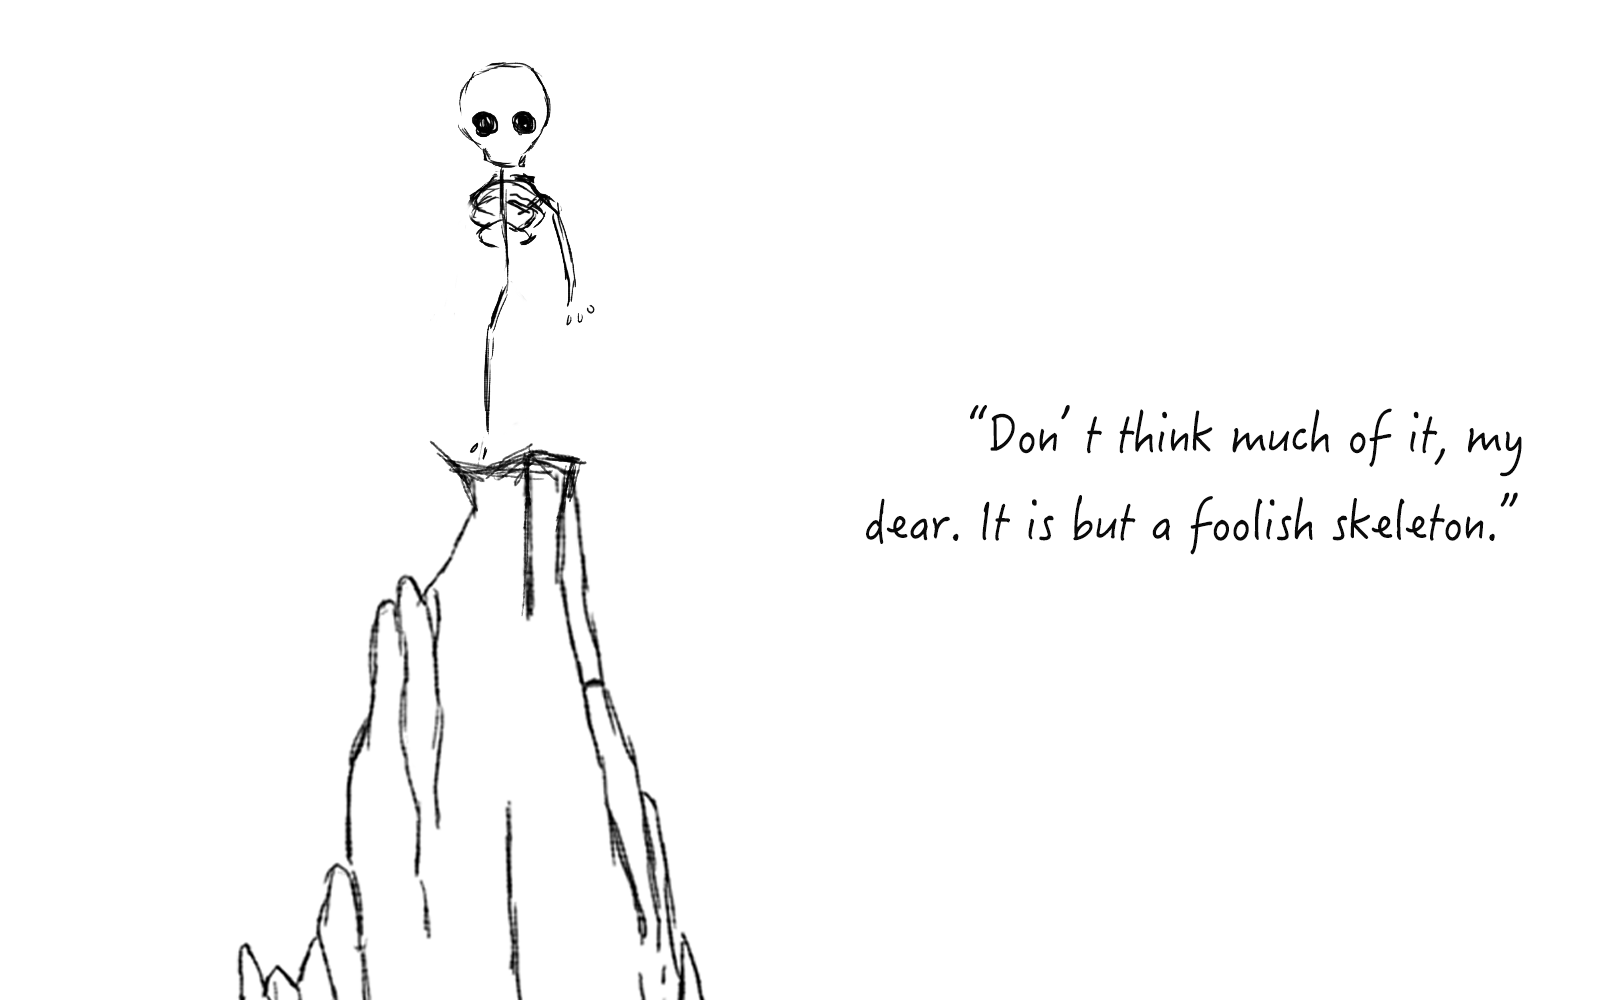 “Don’t think much of it, my
dear. It is but a foolish skeleton.”